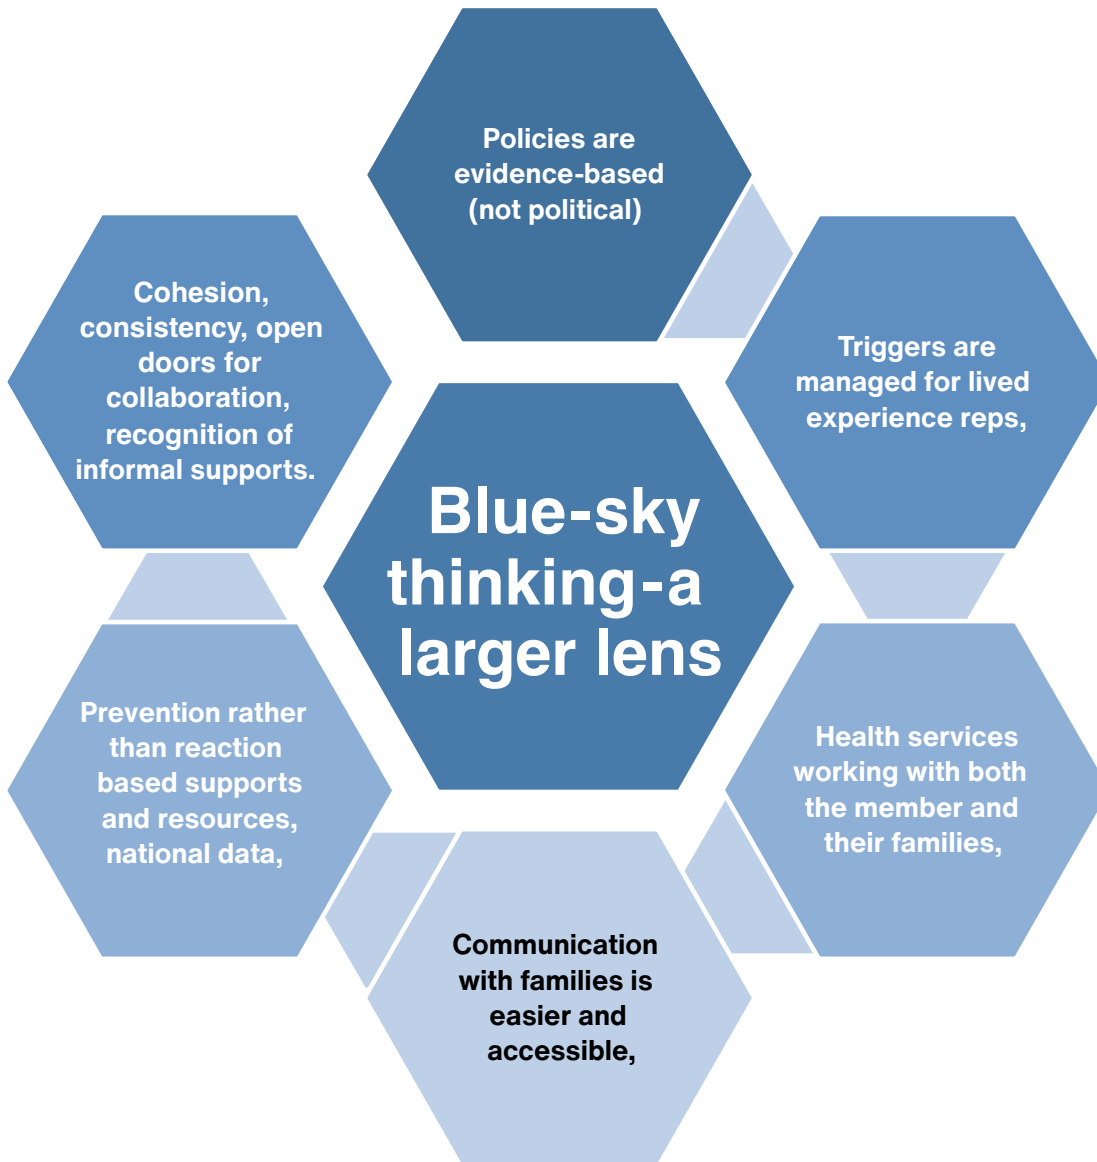 Policies are
evidence-based
(not political)
Triggers are
managed for lived
experience reps,
Health services
working with both
the member and
their families,
Communication
with families is
easier and
accessible,
Prevention rather
than reaction
based supports
and resources,
national data,
Cohesion,
consistency, open
doors for
collaboration,
recognition of
informal supports.
Blue-sky
thinking-a
larger lens